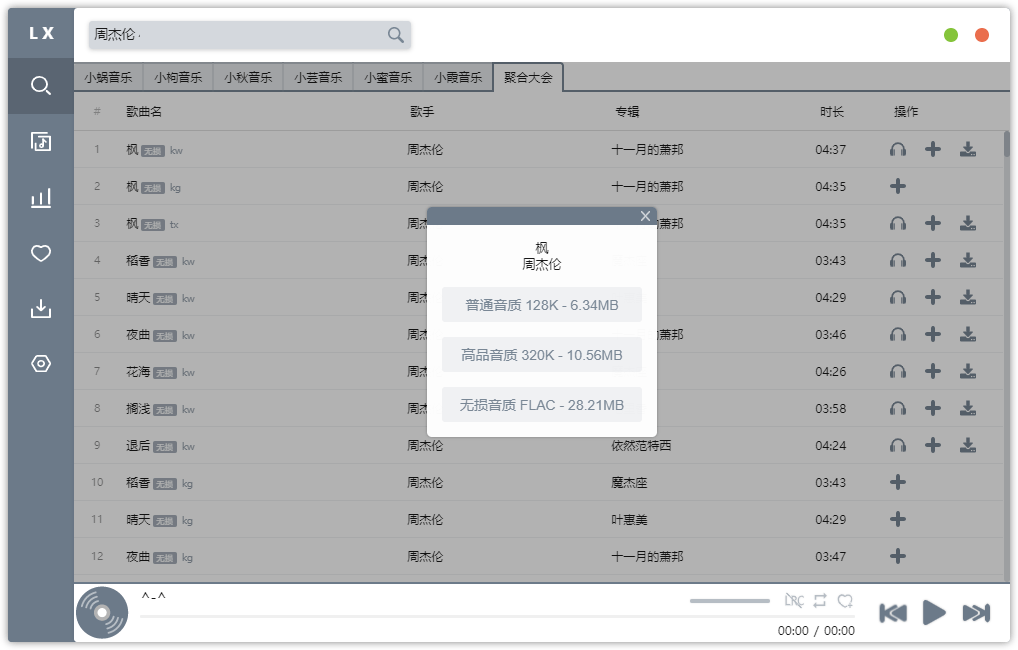 LX
周杰伦
小蜗音乐 小枸音乐 小秋音乐 小芸音乐 小蜜音乐 小霞音乐 聚合大会
# 歌曲名 歌手 专辑 时长 操作
1 枫 无损 kw 周杰伦 十一月的萧邦 04:37
2 枫 无损 kg 周杰伦 十一月的萧邦 04:35
3 枫 无损 tx 周杰 萧邦 04:35
4 稻香 无损 kw 周杰 03:43
5 晴天 无损 kw 周杰 04:29
6 夜曲 无损 kw 周杰 萧邦 03:46
7 花海 无损 kw 周杰 04:26
8 搁浅 无损 kw 周杰 03:58
9 退后 无损 kw 周杰伦 依然范特西 04:24
10 稻香 无损 kg 周杰伦 魔杰座 03:43
11 晴天 无损 kg 周杰伦 叶惠美 04:29
12 夜曲 无损 kg 周杰伦 十一月的萧邦 03:47
枫
周杰伦
普通音质 128K - 6.34MB
高品音质 320K - 10.56MB
无损音质 FLAC - 28.21MB
^-^
LRC
00:00 / 00:00